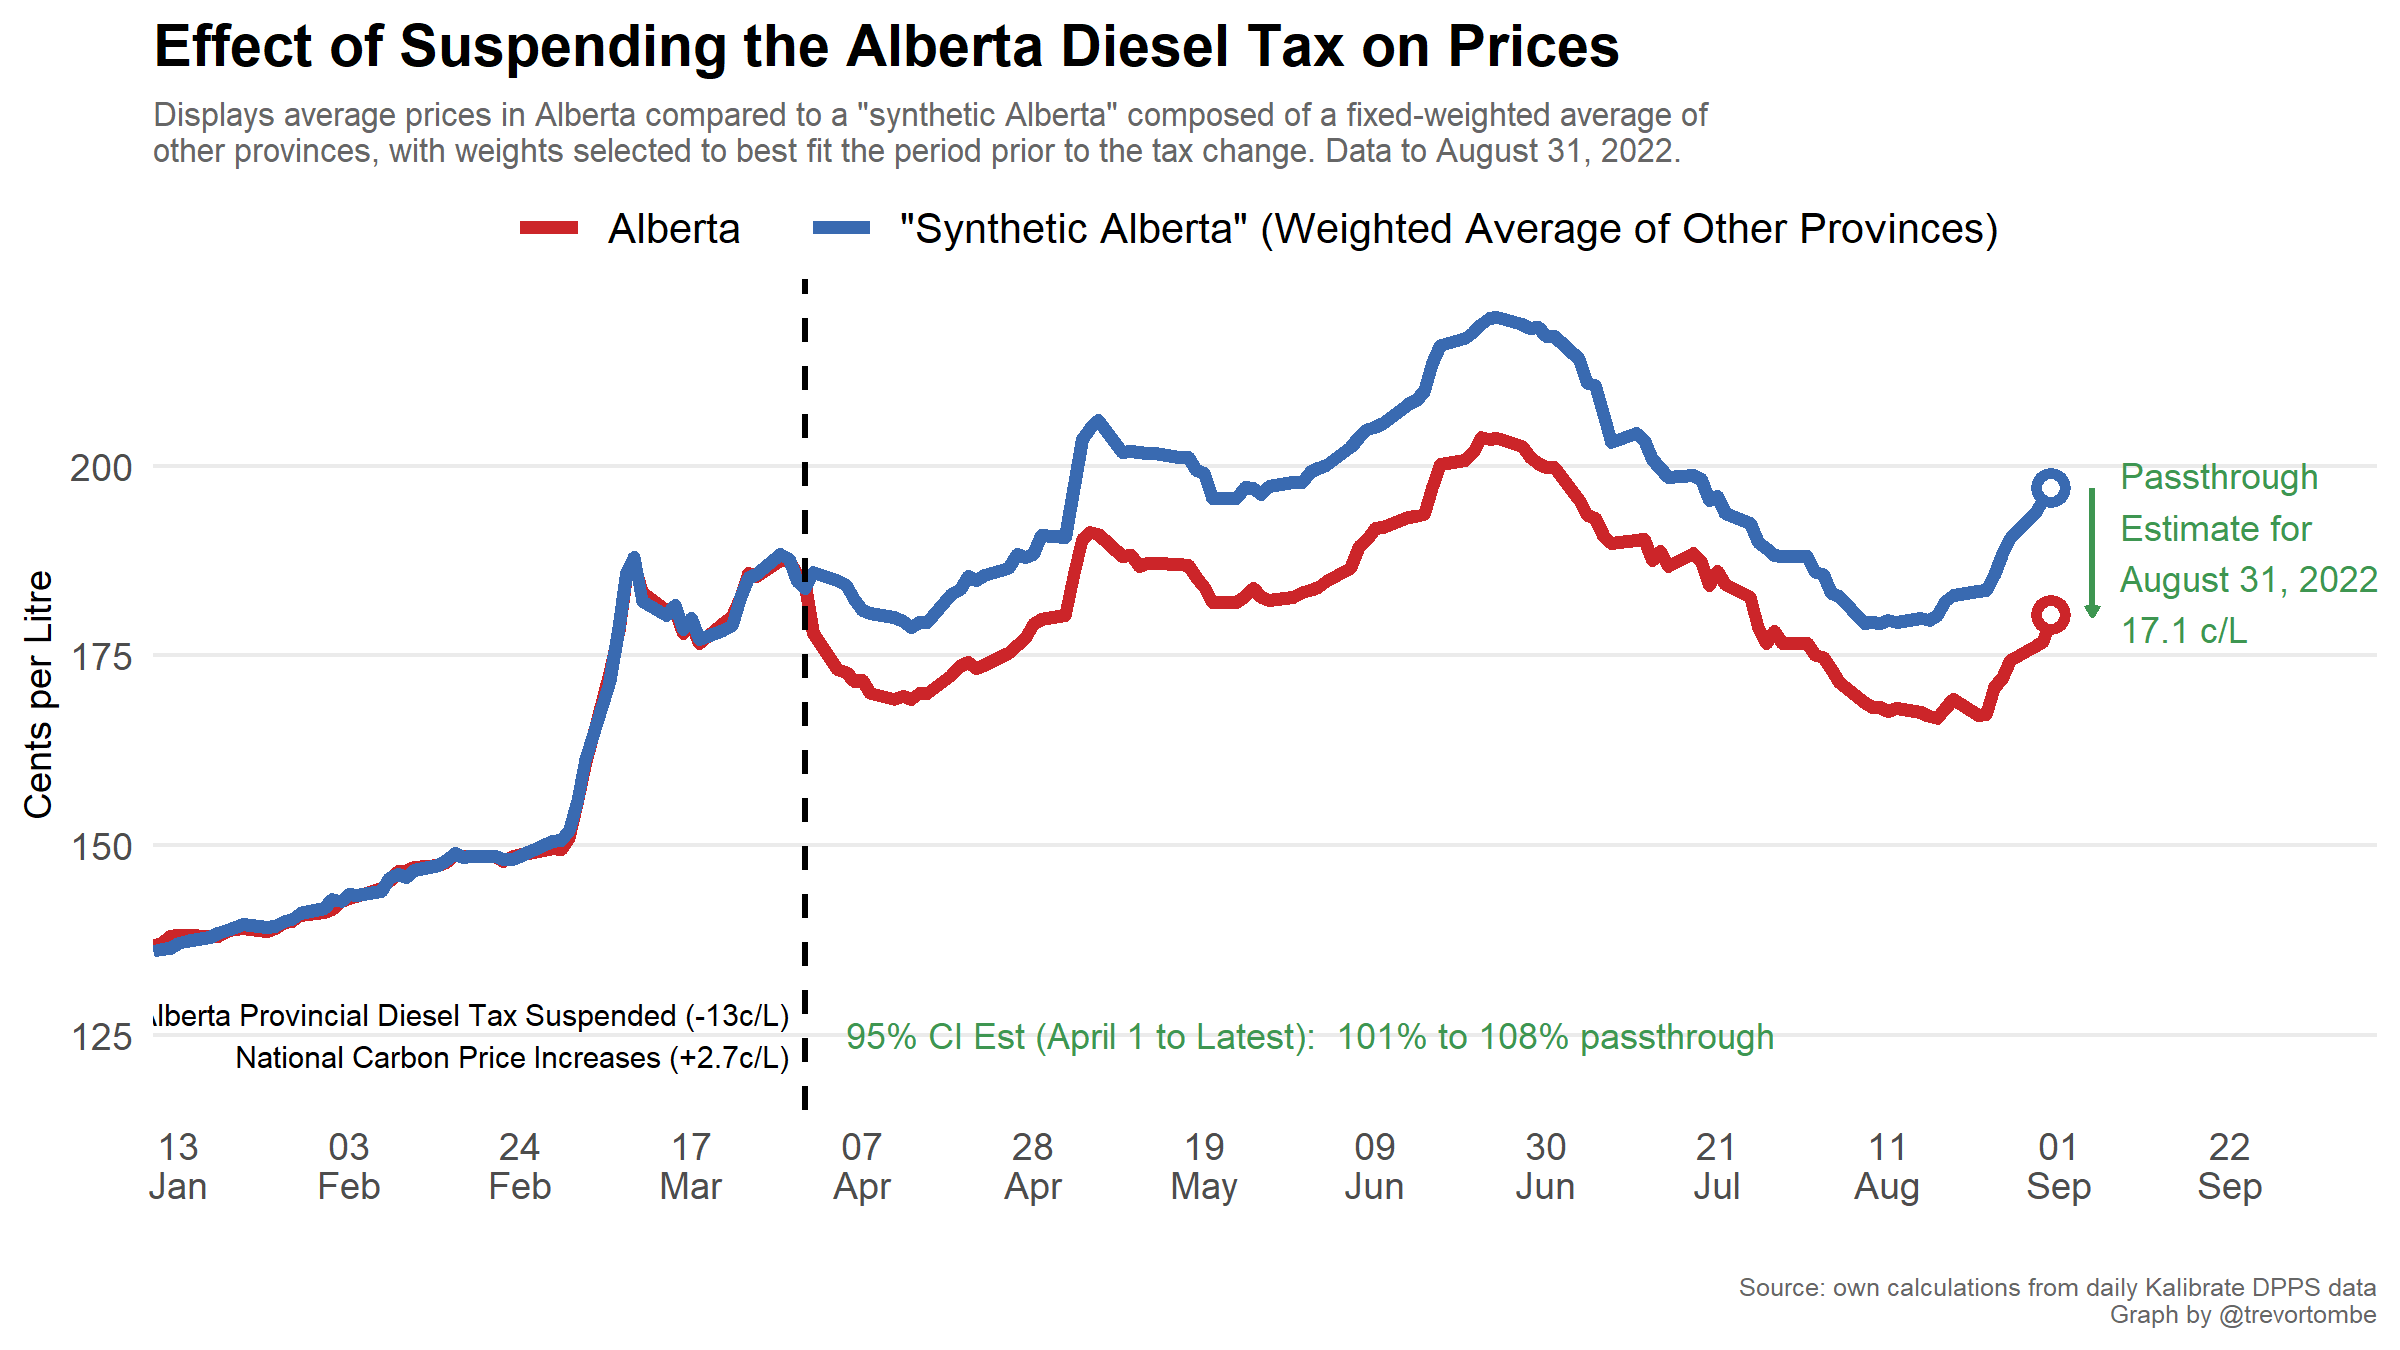 Effect of Suspending the Alberta Diesel Tax on Prices
Displays average prices in Alberta compared to a "synthetic Alberta" composed of a fixed-weighted average of
other provinces, with weights selected to best fit the period prior to the tax change. Data to August 31, 2022.
Alberta
"Synthetic Alberta" (Weighted Average of Other Provinces)
Cents per Litre
200
175
150
125
Passthrough
Estimate for
August 31, 2022
17.1 c/L
Alberta Provincial Diesel Tax Suspended (-13c/L)
National Carbon Price Increases (+2.7c/L)
95% CI Est (April 1 to Latest): 101% to 108% passthrough
13 Jan
03 Feb
24 Feb
17 Mar
07 Apr
28 Apr
19 May
09 Jun
30 Jun
21 Jul
11 Aug
01 Sep
22 Sep
Source: own calculations from daily Kalibrate DPPS data
Graph by @trevortombe